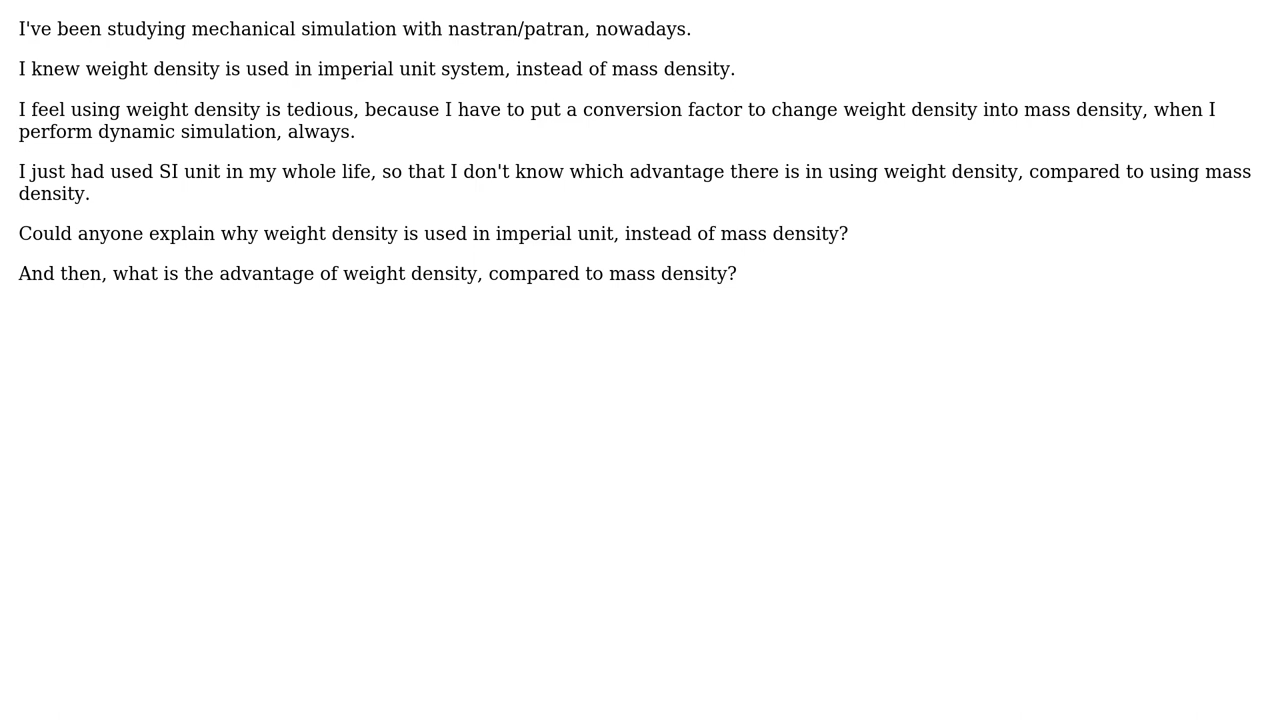 I've been studying mechanical simulation with nastran/patran, nowadays.
I knew weight density is used in imperial unit system, instead of mass density.
I feel using weight density is tedious, because I have to put a conversion factor to change weight density into mass density, when I
perform dynamic simulation, always.
I just had used SI unit in my whole life, so that I don't know which advantage there is in using weight density, compared to using mass
density.
Could anyone explain why weight density is used in imperial unit, instead of mass density?
And then, what is the advantage of weight density, compared to mass density?